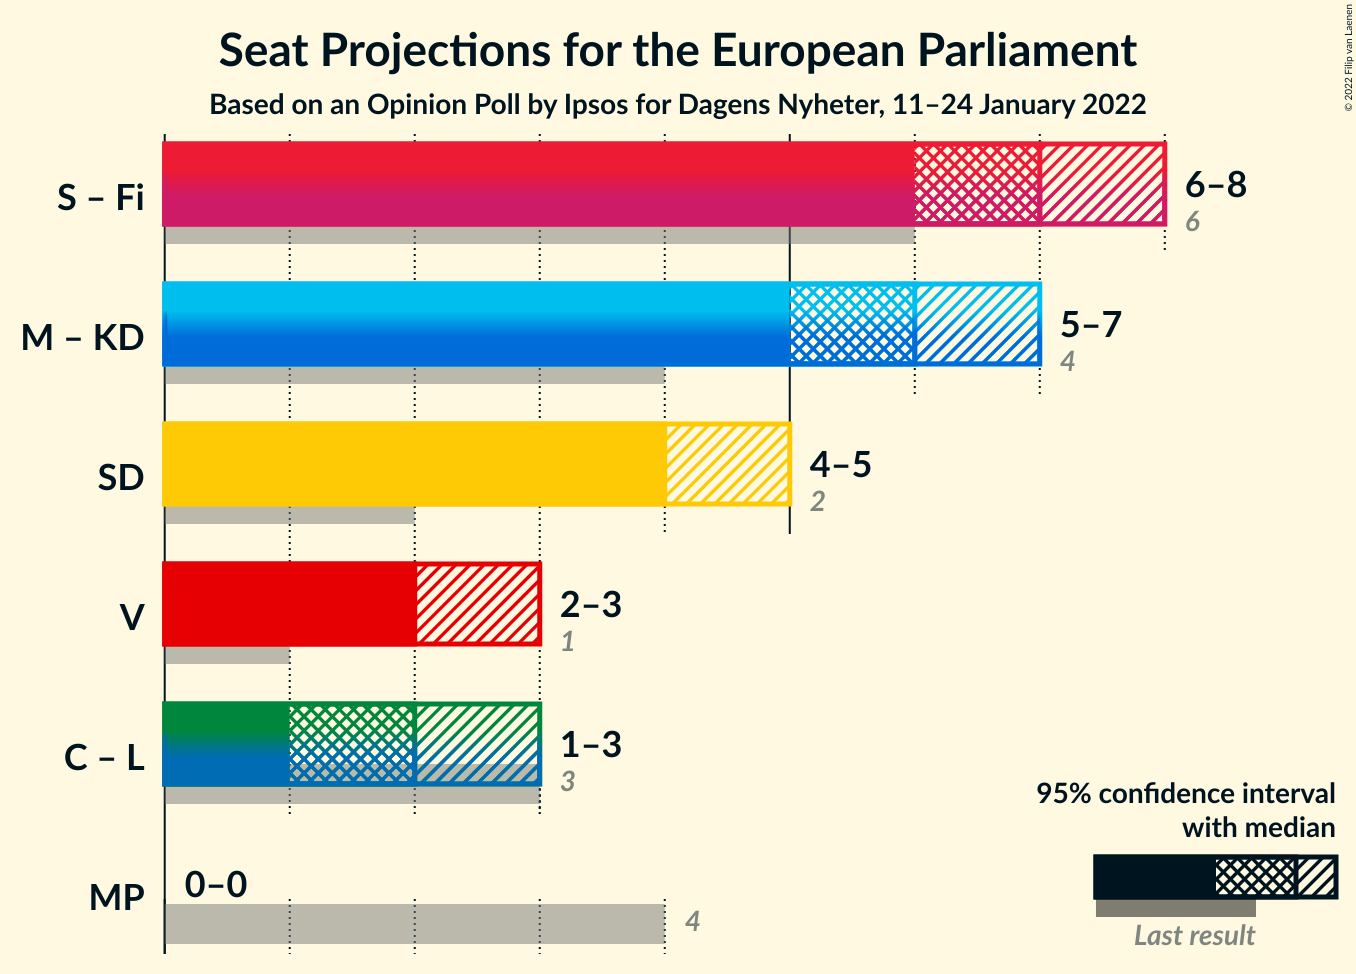 Seat Projections for the European Parliament
Based on an Opinion Poll by Ipsos for Dagens Nyheter, 11–24 January 2022
© 2022 Filip van Laenen
S – Fi
6–8
6
M – KD
5–7
4
SD
4–5
2
V
2–3
1
C – L
1–3
3
MP
0–0
4
95% confidence interval
with median
Last result